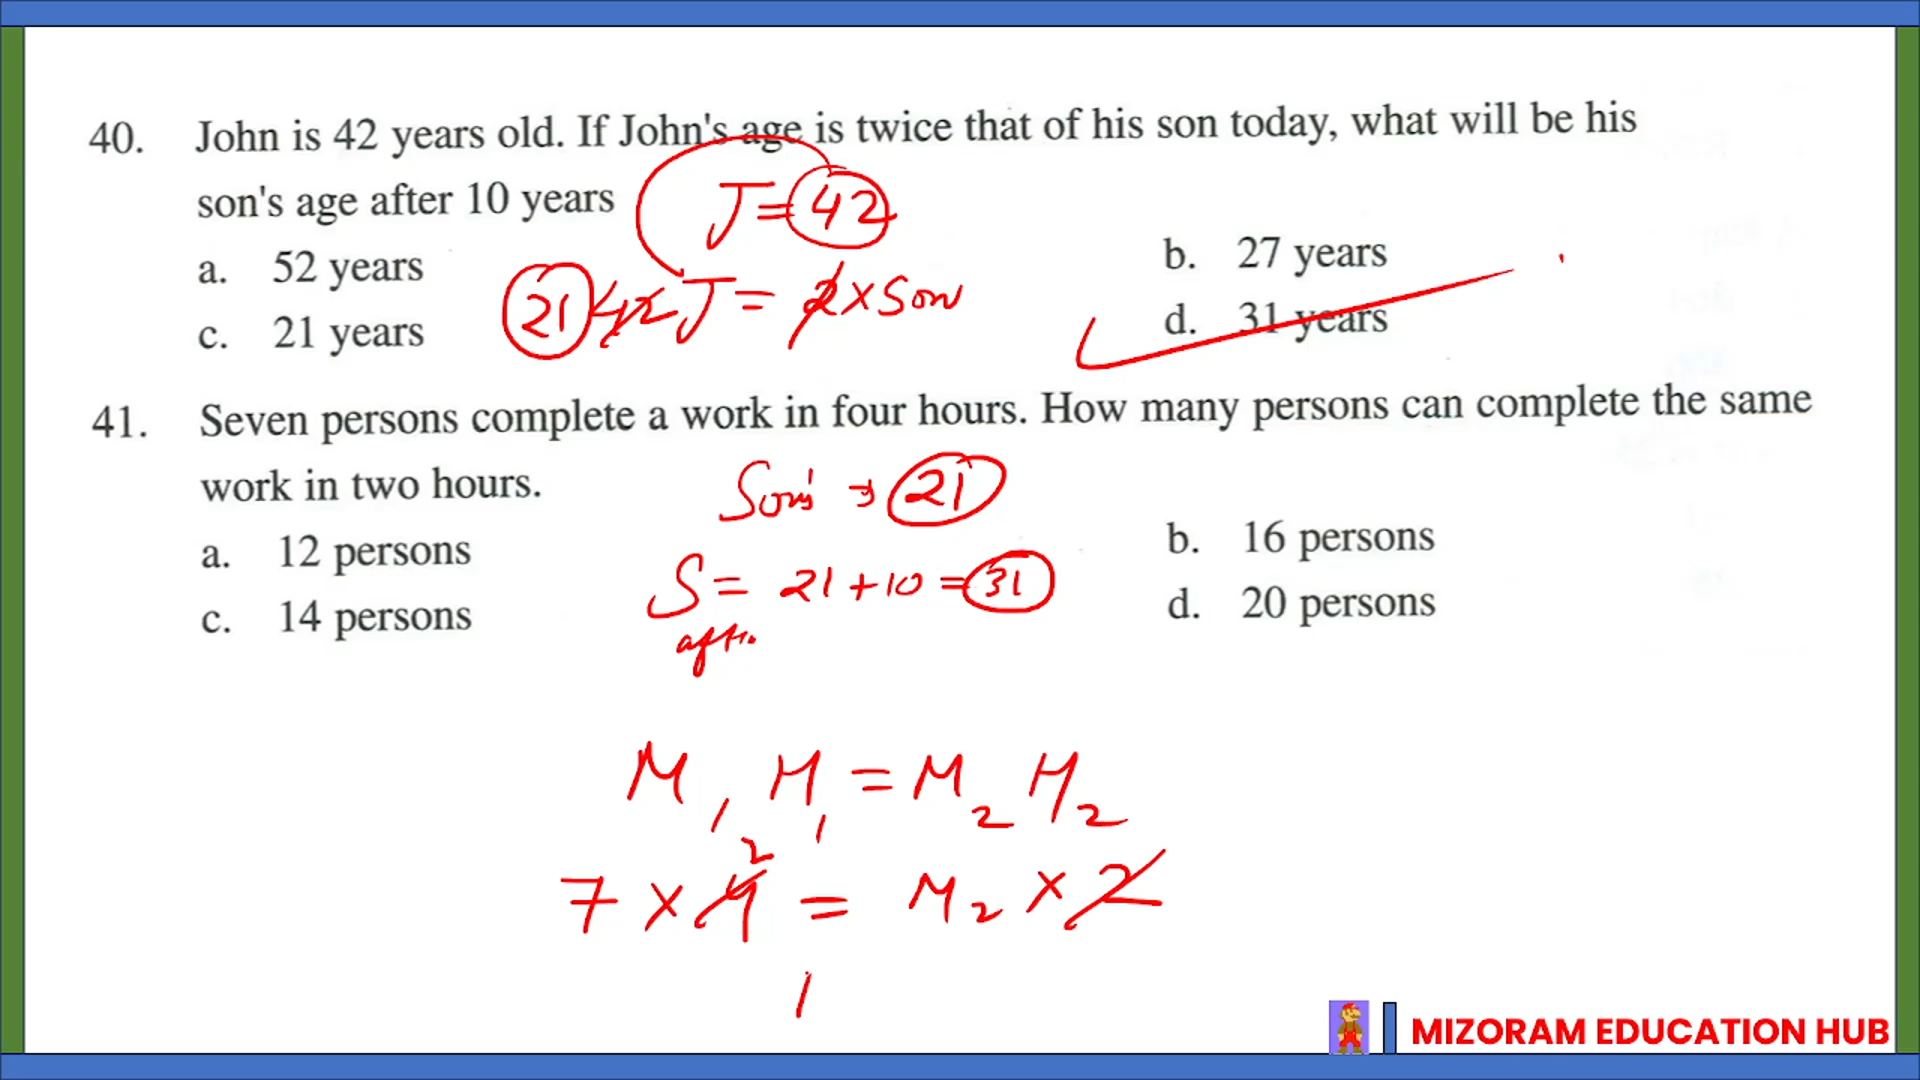 40. John is 42 years old. If John's age is twice that of his son today, what will be his
son's age after 10 years
J = 42
a. 52 years
b. 27 years
21 42 J = 2 x Son
c. 21 years
d. 31 years
41. Seven persons complete a work in four hours. How many persons can complete the same
work in two hours.
Son's → 21
a. 12 persons
b. 16 persons
S = 21 + 10 = 31
c. 14 persons
d. 20 persons
M1 H1 = M2 H2
2
7 x 4 = M2 x 2
1
MIZORAM EDUCATION HUB